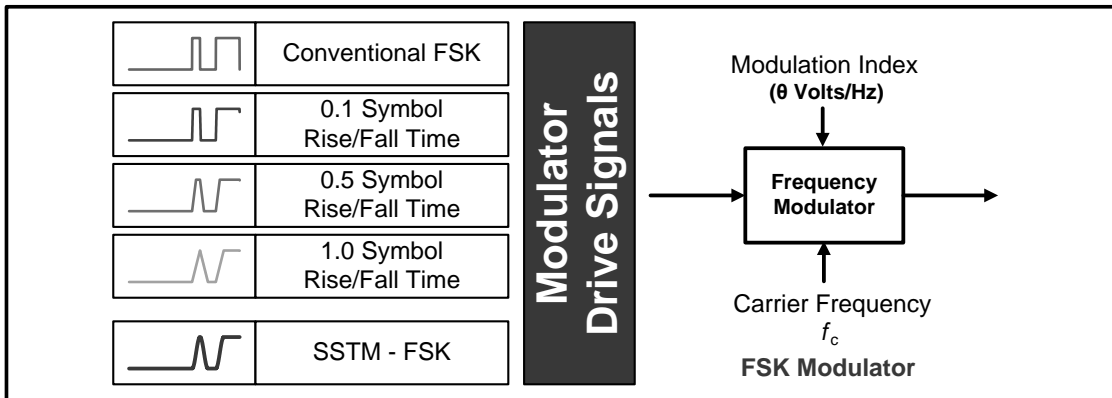 Conventional FSK
0.1 Symbol
Rise/Fall Time
0.5 Symbol
Rise/Fall Time
1.0 Symbol
Rise/Fall Time
SSTM - FSK
Modulator
Drive Signals
Modulation Index
(θ Volts/Hz)
Frequency
Modulator
Carrier Frequency
fc
FSK Modulator